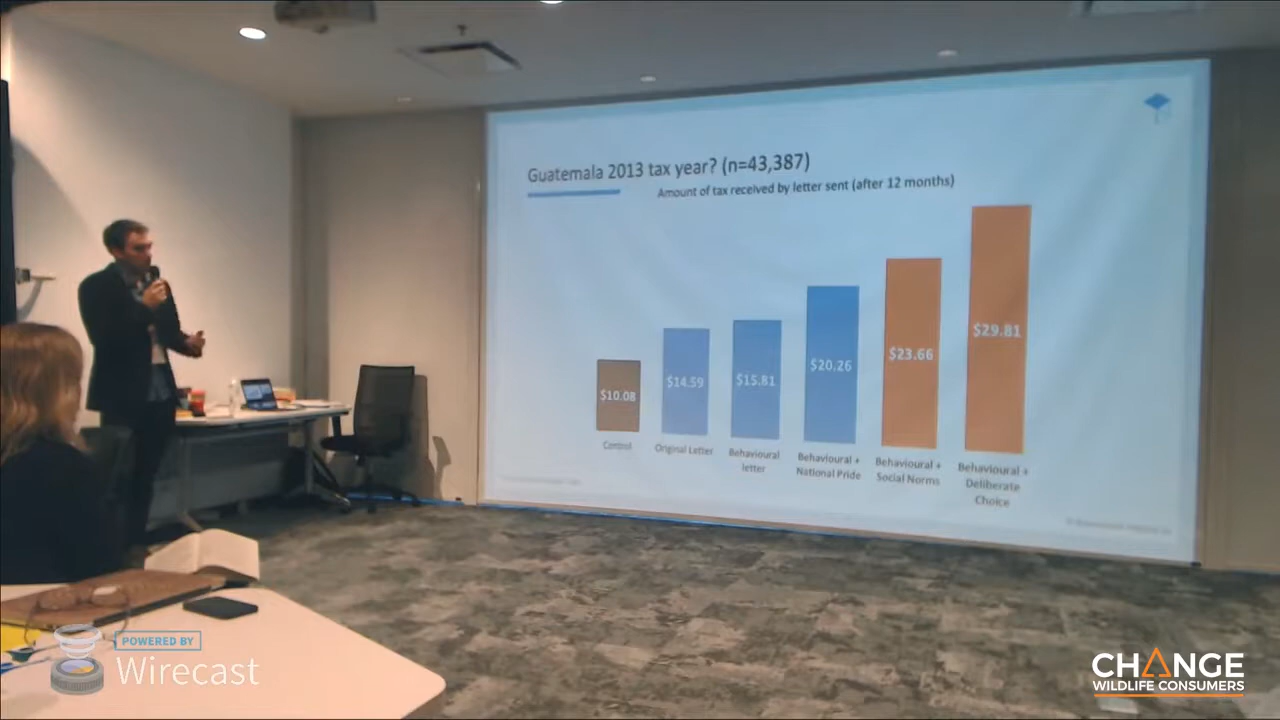 Guatemala 2013 tax year? (n=43,387)
Amount of tax received by letter sent (after 12 months)
$10.08
$14.59
$15.81
$20.26
$23.66
$29.81
Control
Original Letter
Behavioural
letter
Behavioural +
National Pride
Behavioural +
Social Norms
Behavioural +
Deliberate
Choice
POWERED BY
Wirecast
CHANGE
WILDLIFE CONSUMERS